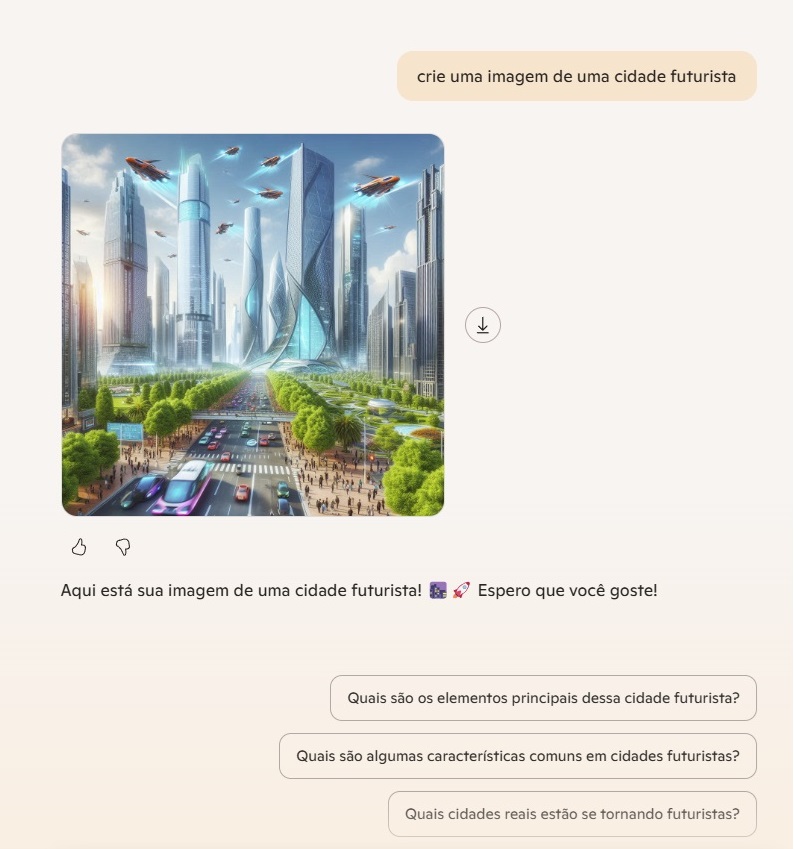 crie uma imagem de uma cidade futurista
Aqui está sua imagem de uma cidade futurista! 🎆🚀 Espero que você goste!
Quais são os elementos principais dessa cidade futurista?
Quais são algumas características comuns em cidades futuristas?
Quais cidades reais estão se tornando futuristas?